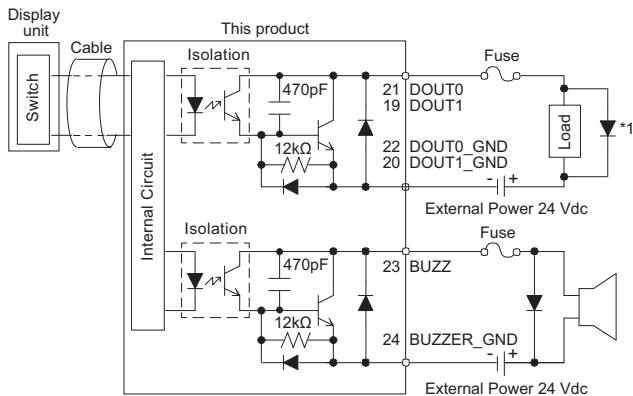 Display
unit
This product
Cable
Isolation
Fuse
Switch
470pF
21 DOUT0
19 DOUT1
Load
*1
12kΩ
22 DOUT0_GND
20 DOUT1_GND
- +
External Power 24 Vdc
Internal Circuit
Isolation
Fuse
470pF
23 BUZZ
12kΩ
24 BUZZER_GND
- +
External Power 24 Vdc